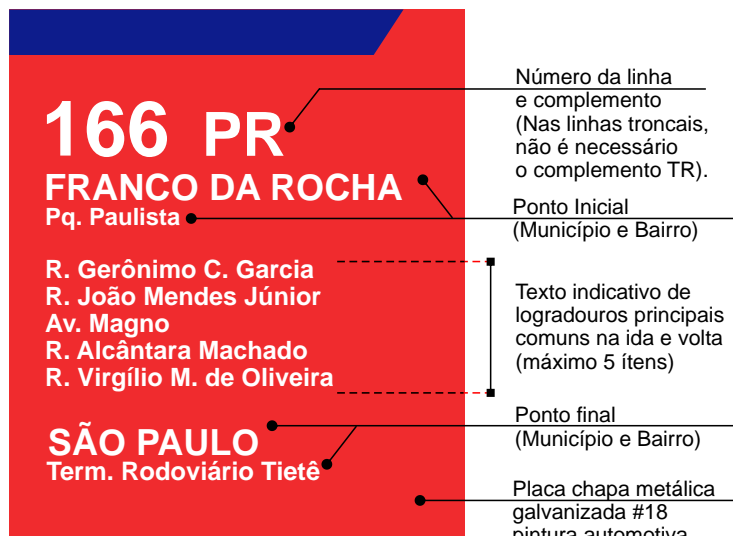 166 PR
FRANCO DA ROCHA
Pq. Paulista
R. Gerônimo C. Garcia
R. João Mendes Júnior
Av. Magno
R. Alcântara Machado
R. Virgílio M. de Oliveira
SÃO PAULO
Term. Rodoviário Tietê
Número da linha
e complemento
(Nas linhas troncais,
não é necessário
o complemento TR).
Ponto Inicial
(Município e Bairro)
Texto indicativo de
logradouros principais
comuns na ida e volta
(máximo 5 ítens)
Ponto final
(Município e Bairro)
Placa chapa metálica
galvanizada #18
pintura automotiva